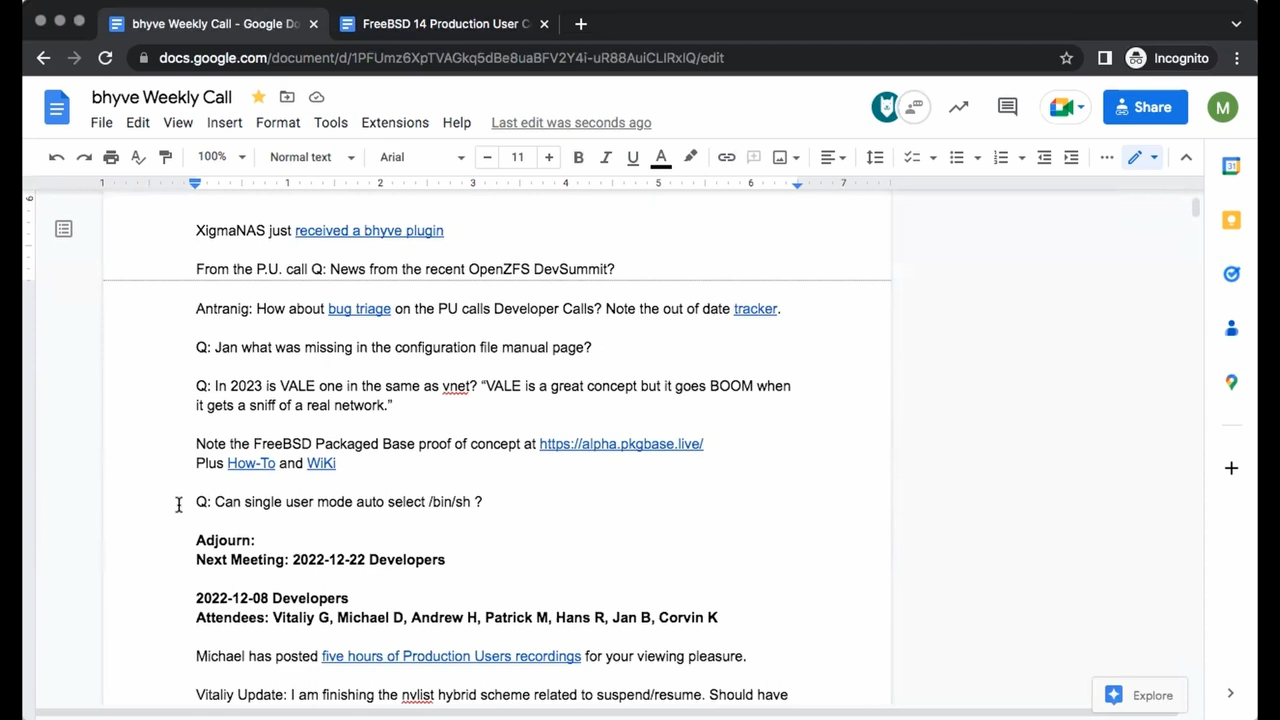 bhyve Weekly Call - Google Do
FreeBSD 14 Production User C
docs.google.com/document/d/1PFUmz6XpTVAGkq5dBe8uaBFV2Y4i-uR88AuiCLIRxIQ/edit
Incognito
bhyve Weekly Call
Share
M
File Edit View Insert Format Tools Extensions Help Last edit was seconds ago
100% Normal text Arial 11
1 1 2 3 4 5 6 7
XigmaNAS just received a bhyve plugin
From the P.U. call Q: News from the recent OpenZFS DevSummit?
Antranig: How about bug triage on the PU calls Developer Calls? Note the out of date tracker.
Q: Jan what was missing in the configuration file manual page?
Q: In 2023 is VALE one in the same as vnet? “VALE is a great concept but it goes BOOM when
it gets a sniff of a real network.”
Note the FreeBSD Packaged Base proof of concept at https://alpha.pkgbase.live/
Plus How-To and WiKi
Q: Can single user mode auto select /bin/sh ?
Adjourn:
Next Meeting: 2022-12-22 Developers
2022-12-08 Developers
Attendees: Vitaliy G, Michael D, Andrew H, Patrick M, Hans R, Jan B, Corvin K
Michael has posted five hours of Production Users recordings for your viewing pleasure.
Vitaliy Update: I am finishing the nvlist hybrid scheme related to suspend/resume. Should have
Explore